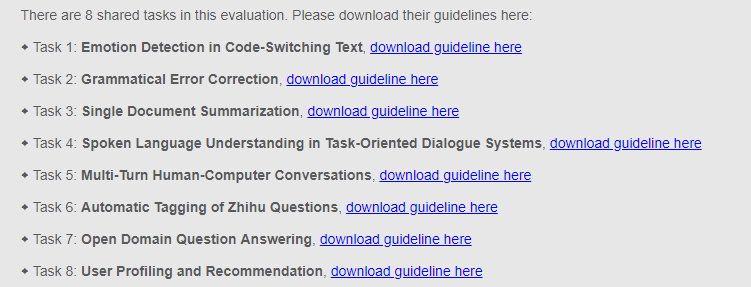 There are 8 shared tasks in this evaluation. Please download their guidelines here:
Task 1: Emotion Detection in Code-Switching Text, download guideline here
Task 2: Grammatical Error Correction, download guideline here
Task 3: Single Document Summarization, download guideline here
Task 4: Spoken Language Understanding in Task-Oriented Dialogue Systems, download guideline here
Task 5: Multi-Turn Human-Computer Conversations, download guideline here
Task 6: Automatic Tagging of Zhihu Questions, download guideline here
Task 7: Open Domain Question Answering, download guideline here
Task 8: User Profiling and Recommendation, download guideline here